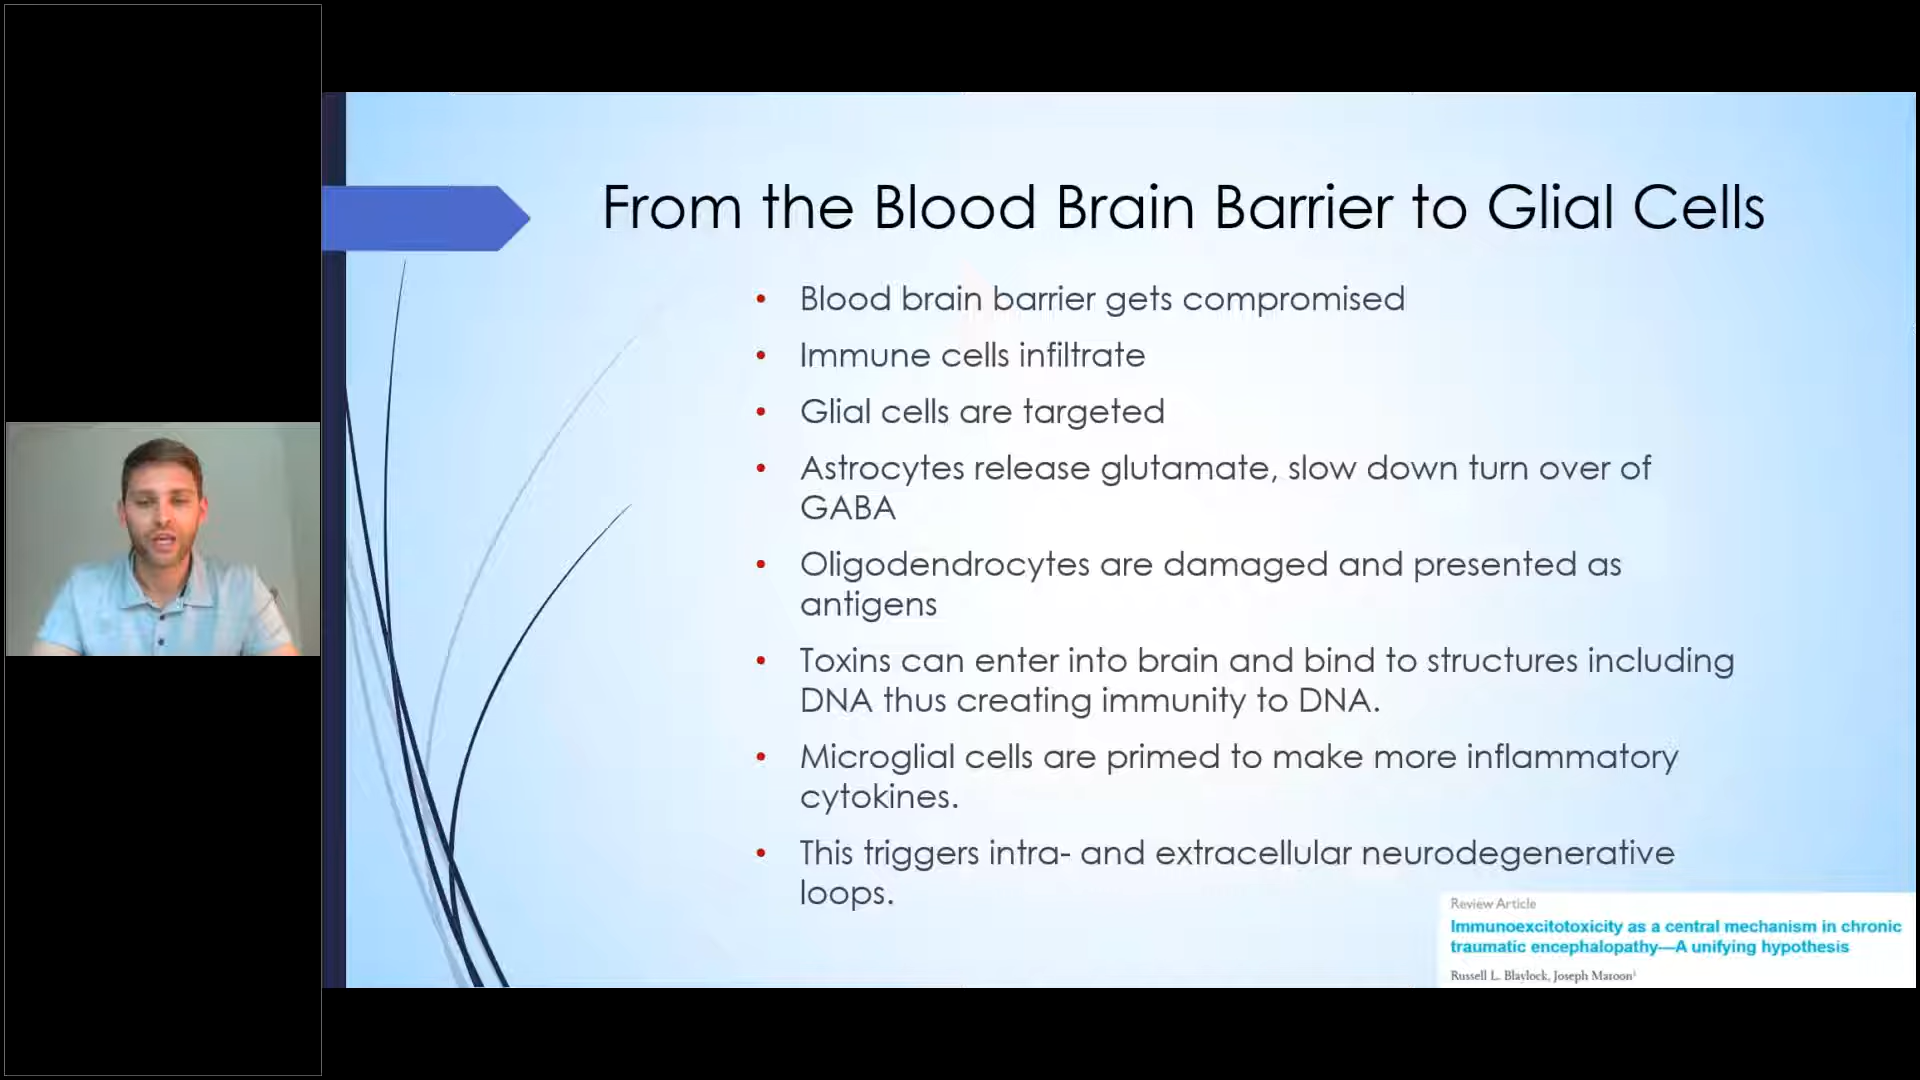 From the Blood Brain Barrier to Glial Cells
• Blood brain barrier gets compromised
• Immune cells infiltrate
• Glial cells are targeted
• Astrocytes release glutamate, slow down turn over of
GABA
• Oligodendrocytes are damaged and presented as
antigens
• Toxins can enter into brain and bind to structures including
DNA thus creating immunity to DNA.
• Microglial cells are primed to make more inflammatory
cytokines.
• This triggers intra- and extracellular neurodegenerative
loops.
Review Article
Immunoexcitotoxicity as a central mechanism in chronic
traumatic encephalopathy—A unifying hypothesis
Russell L. Blaylock, Joseph Maroon¹